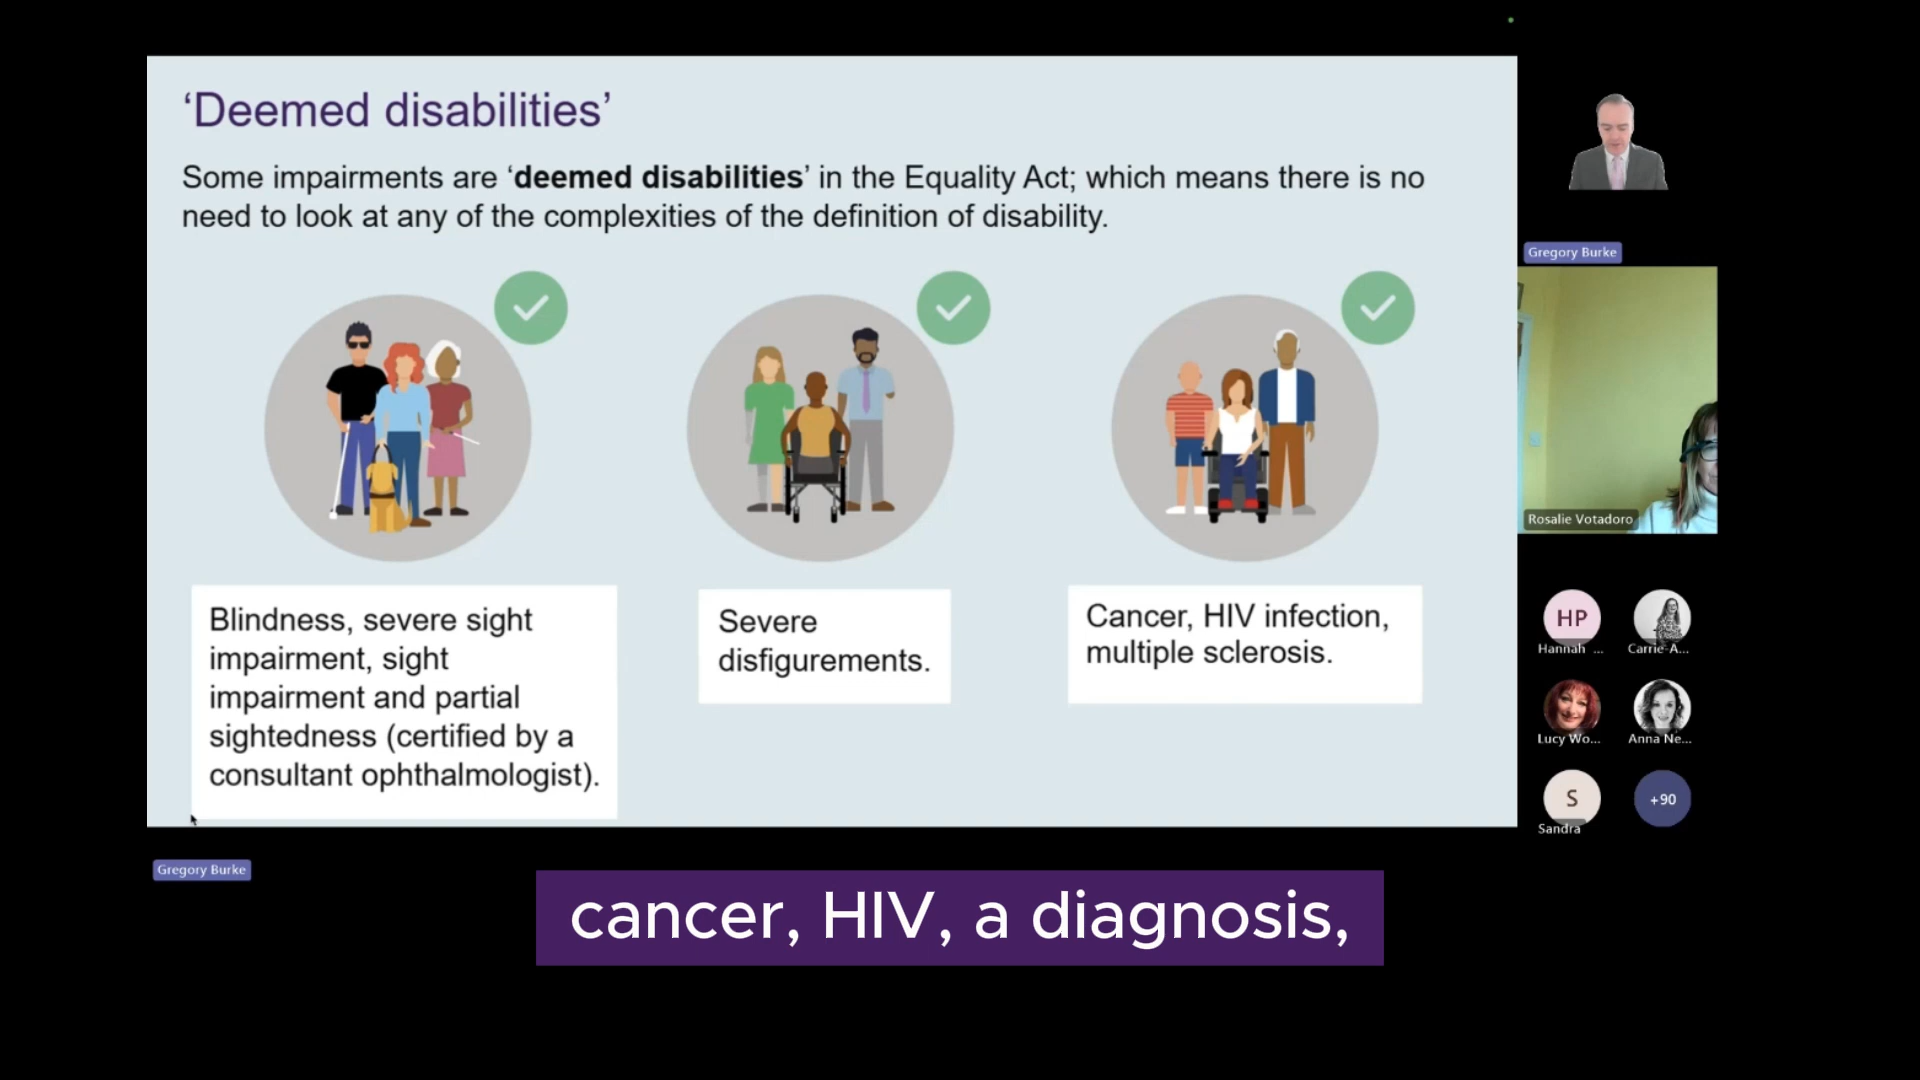 ‘Deemed disabilities’
Some impairments are ‘deemed disabilities’ in the Equality Act; which means there is no
need to look at any of the complexities of the definition of disability.
Blindness, severe sight
impairment, sight
impairment and partial
sightedness (certified by a
consultant ophthalmologist).
Severe
disfigurements.
Cancer, HIV infection,
multiple sclerosis.
Gregory Burke
Rosalie Votadoro
HP
Hannah ...
Carrie-A...
Lucy Wo...
Anna Ne...
S
Sandra
+90
Gregory Burke
cancer, HIV, a diagnosis,